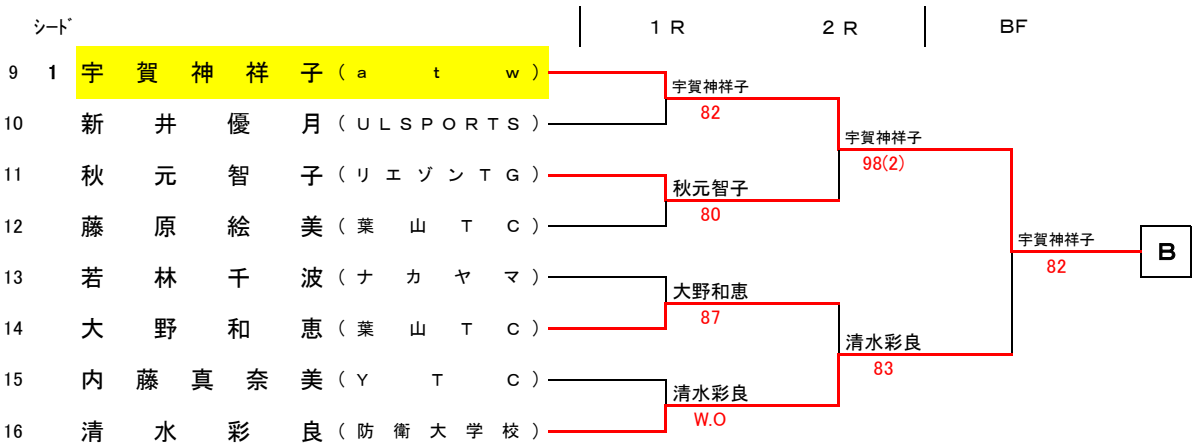 シード 1R 2R BF
9 1 宇賀神祥子(atw)
宇賀神祥子
82
10 新井優月(ULSPORTS)
宇賀神祥子
98(2)
11 秋元智子(リエゾンTG)
秋元智子
80
12 藤原絵美(葉山TC)
宇賀神祥子
82
B
13 若林千波(ナカヤマ)
大野和恵
87
14 大野和恵(葉山TC)
清水彩良
83
15 内藤真奈美(YTC)
清水彩良
W.O
16 清水彩良(防衛大学校)